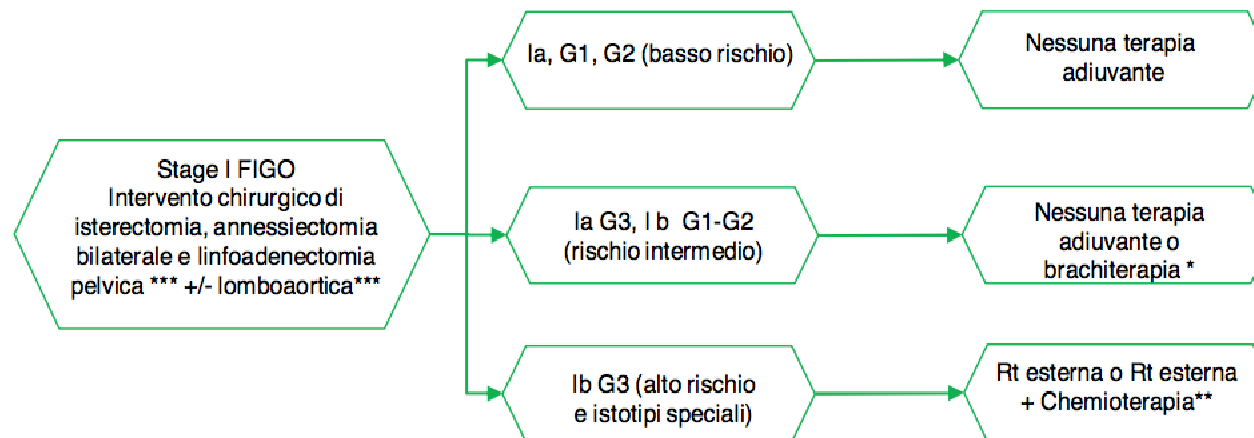 Stage I FIGO
Intervento chirurgico di
isterectomia, annessiectomia
bilaterale e linfoadenectomia
pelvica *** +/- lomboaortica***
Ia, G1, G2 (basso rischio)
Nessuna terapia
adiuvante
Ia G3, I b G1-G2
(rischio intermedio)
Nessuna terapia
adiuvante o
brachiterapia *
Ib G3 (alto rischio
e istotipi speciali)
Rt esterna o Rt esterna
+ Chemioterapia**